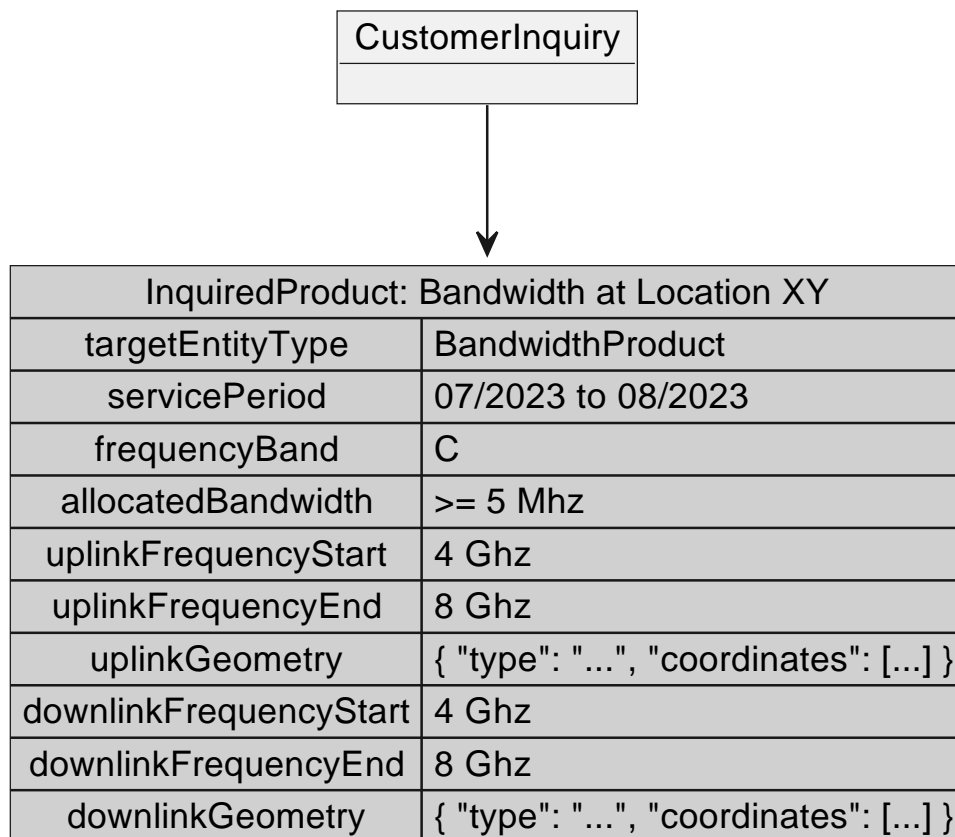 CustomerInquiry
InquiredProduct: Bandwidth at Location XY
targetEntityType BandwidthProduct
servicePeriod 07/2023 to 08/2023
frequencyBand C
allocatedBandwidth >= 5 Mhz
uplinkFrequencyStart 4 Ghz
uplinkFrequencyEnd 8 Ghz
uplinkGeometry { "type": "...", "coordinates": [...] }
downlinkFrequencyStart 4 Ghz
downlinkFrequencyEnd 8 Ghz
downlinkGeometry { "type": "...", "coordinates": [...] }